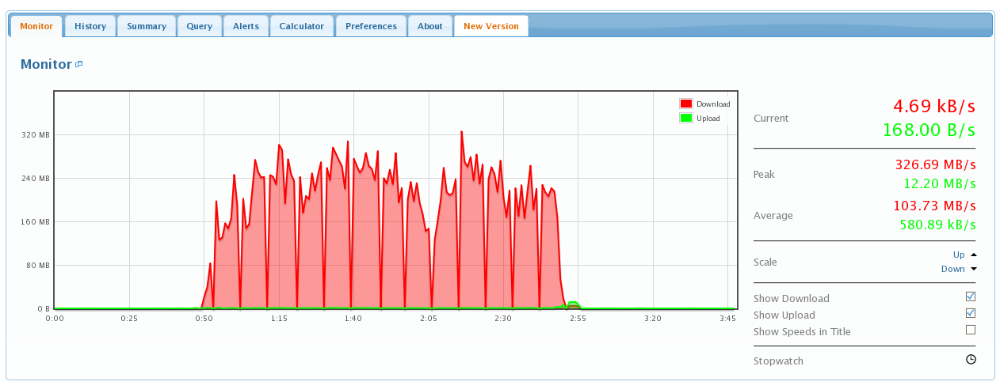 Monitor History Summary Query Alerts Calculator Preferences About New Version
Monitor
Download
Upload
320 MB
240 MB
160 MB
80 MB
0 B
0:00 0:25 0:50 1:15 1:40 2:05 2:30 2:55 3:20 3:45
Current
4.69 kB/s
168.00 B/s
Peak
326.69 MB/s
12.20 MB/s
Average
103.73 MB/s
580.89 kB/s
Scale
Up
Down
Show Download
Show Upload
Show Speeds in Title
Stopwatch